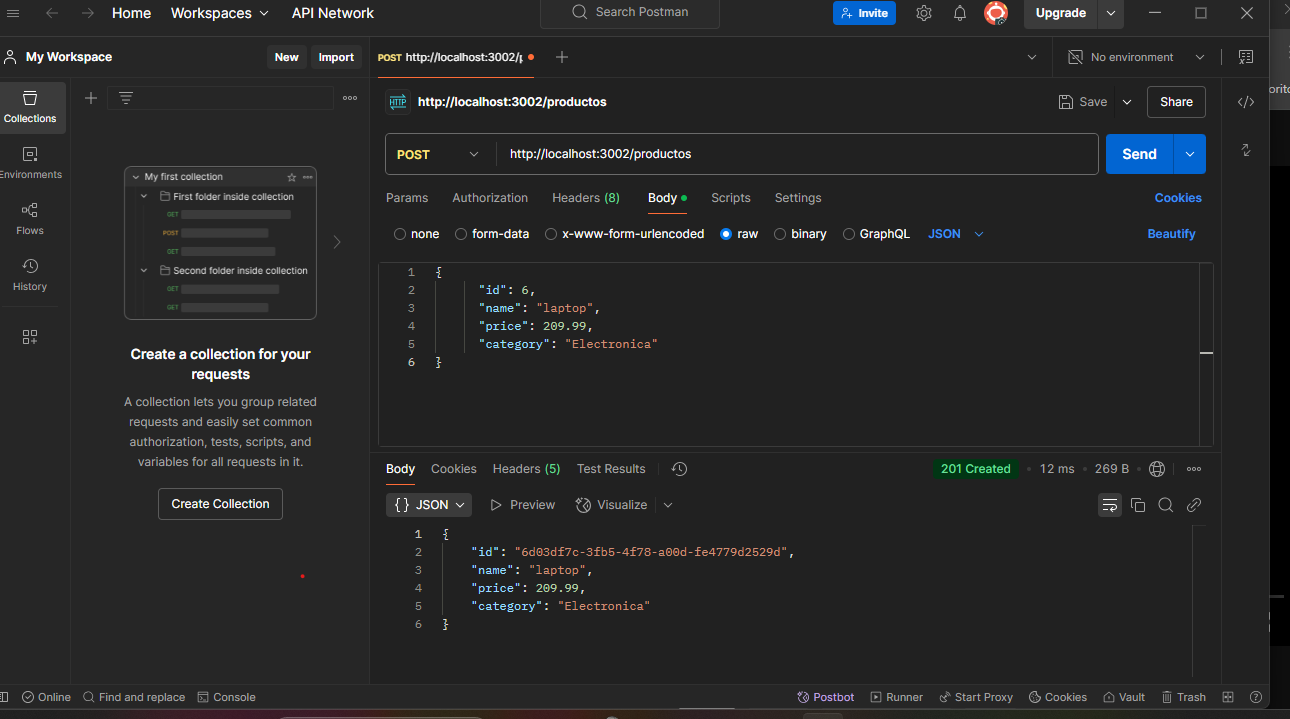 Home Workspaces API Network Search Postman Invite Upgrade
My Workspace New Import POST http://localhost:3002/p No environment
Collections
Environments
Flows
History
My first collection
First folder inside collection
GET
POST
GET
Second folder inside collection
GET
GET
Create a collection for your
requests
A collection lets you group related
requests and easily set common
authorization, tests, scripts, and
variables for all requests in it.
Create Collection
HTTP http://localhost:3002/productos Save Share
POST http://localhost:3002/productos Send
Params Authorization Headers (8) Body Scripts Settings Cookies
none form-data x-www-form-urlencoded raw binary GraphQL JSON Beautify
1 {
2 "id": 6,
3 "name": "laptop",
4 "price": 209.99,
5 "category": "Electronica"
6 }
Body Cookies Headers (5) Test Results 201 Created 12 ms 269 B
{} JSON Preview Visualize
1 {
2 "id": "6d03df7c-3fb5-4f78-a00d-fe4779d2529d",
3 "name": "laptop",
4 "price": 209.99,
5 "category": "Electronica"
6 }
Online Find and replace Console Postbot Runner Start Proxy Cookies Vault Trash